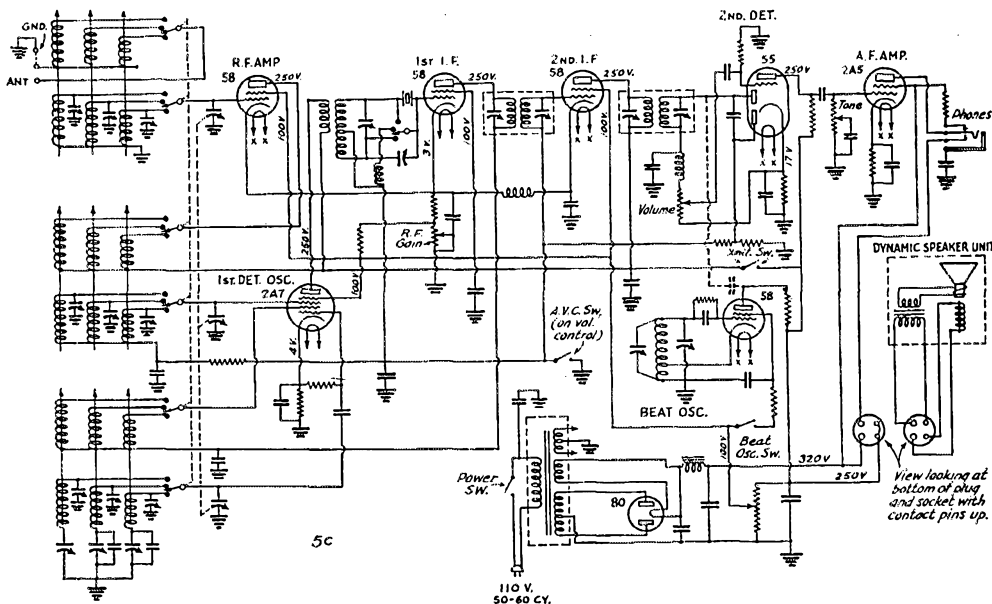 GND.
ANT
R.F. AMP.
58
250V.
100V
1ST I.F.
58
250V.
100V
3V.
2ND. I.F
58
250V.
2ND. DET.
55
250V
17V
A.F. AMP.
2A5
Tone
Phones
x x
x x
x x
x x
x x
Volume
R.F.
Gain
260V
100V
1ST. DET. OSC.
2A7
4V.
A.V.C. Sw.
(on vol.
control)
Xmit. Sw.
58
x x
BEAT OSC.
Beat
Osc. Sw.
100V
DYNAMIC SPEAKER UNIT
Power
SW.
80
320V
250V
View looking at
bottom of plug
and socket with
contact pins up.
5C
110 V.
50-60 CY.